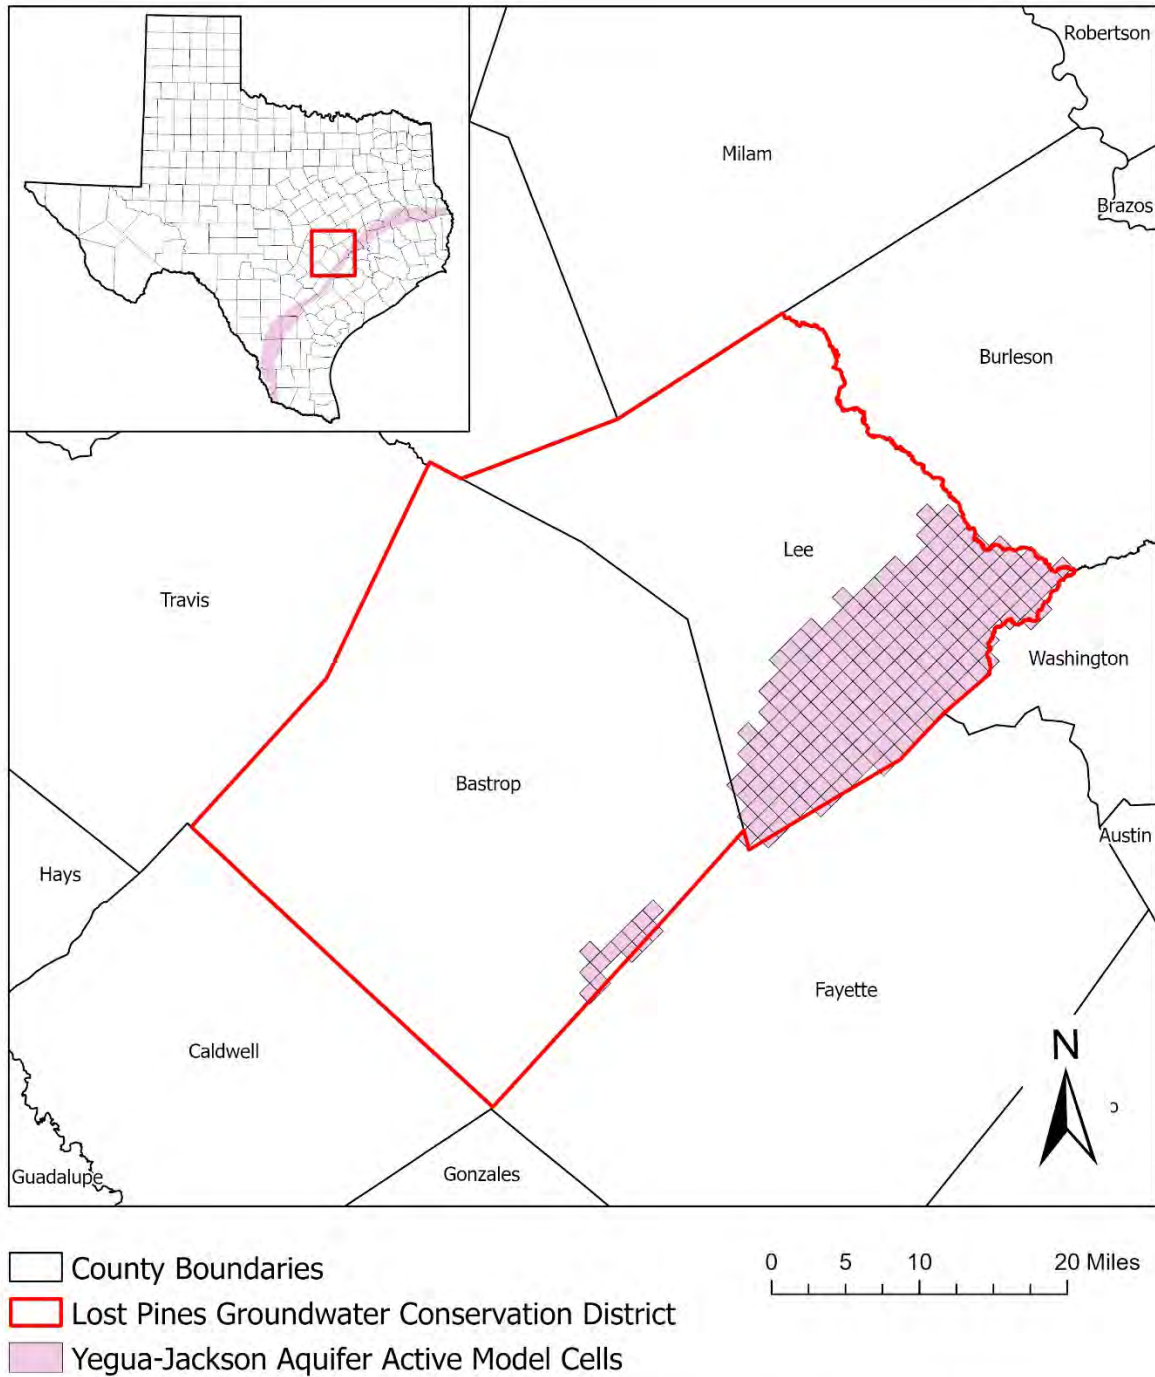 Robertson
Milam
Brazos
Burleson
Lee
Travis
Washington
Bastrop
Austin
Hays
Fayette
Caldwell
N
Guadalupe
Gonzales
County Boundaries
0 5 10 20 Miles
Lost Pines Groundwater Conservation District
Yegua-Jackson Aquifer Active Model Cells